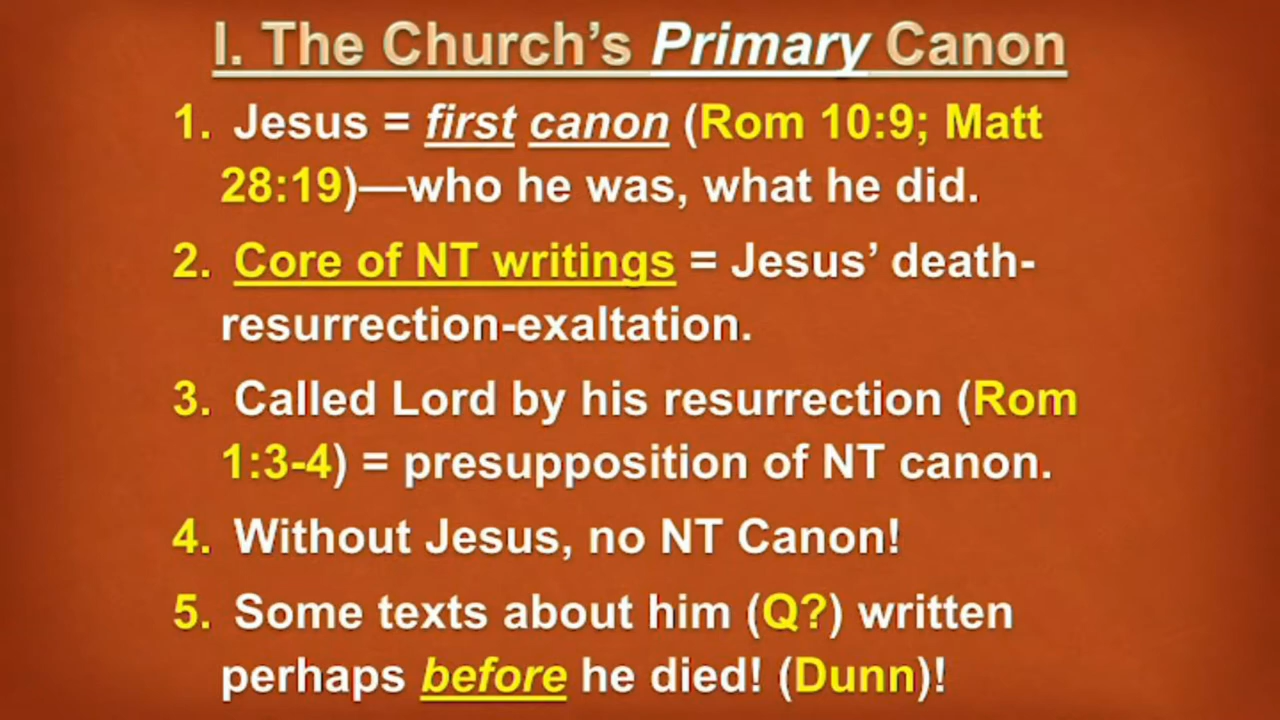 I. The Church’s Primary Canon
1. Jesus = first canon (Rom 10:9; Matt
28:19)—who he was, what he did.
2. Core of NT writings = Jesus’ death-
resurrection-exaltation.
3. Called Lord by his resurrection (Rom
1:3-4) = presupposition of NT canon.
4. Without Jesus, no NT Canon!
5. Some texts about him (Q?) written
perhaps before he died! (Dunn)!